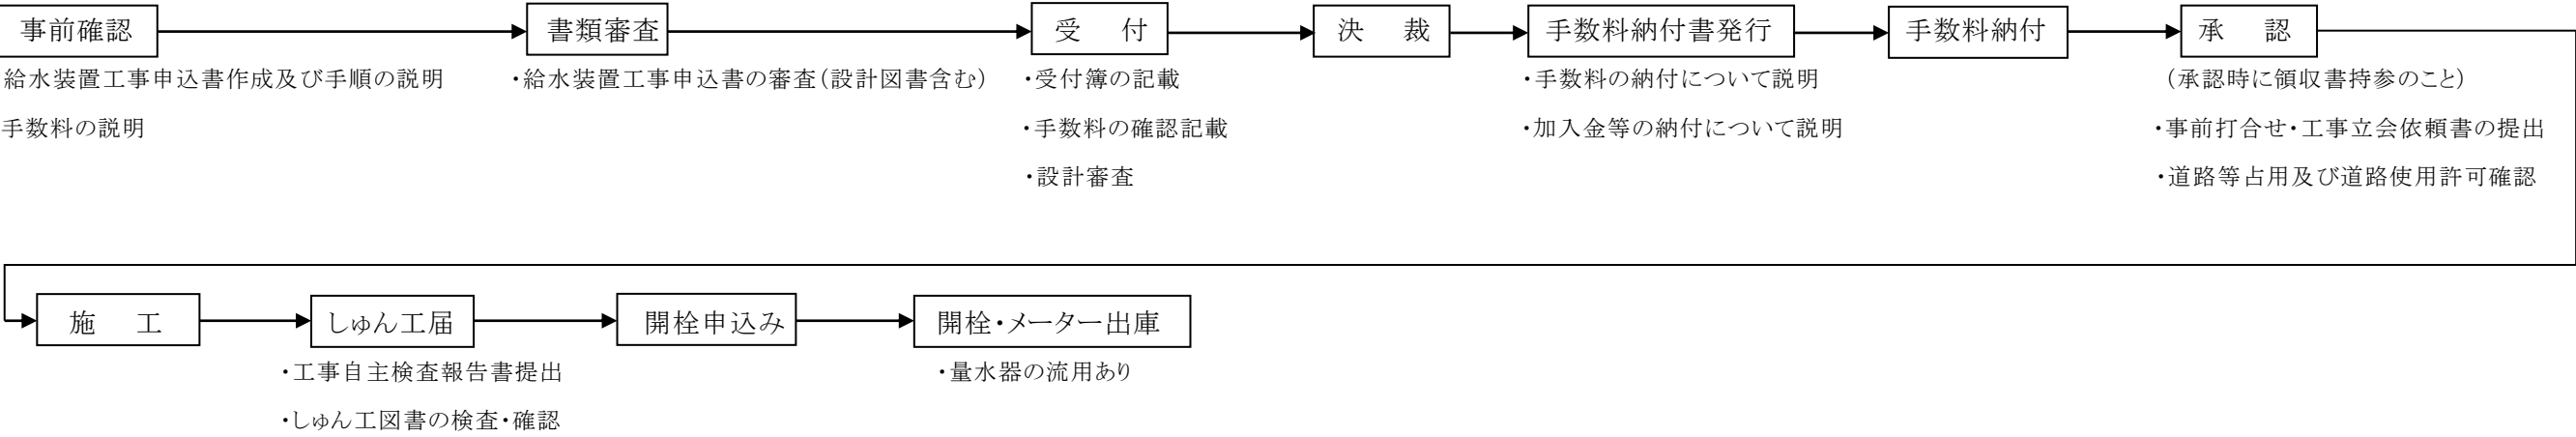 事前確認
書類審査
受　付
決　裁
手数料納付書発行
手数料納付
承　認
給水装置工事申込書作成及び手順の説明
・給水装置工事申込書の審査（設計図書含む）
・受付簿の記載
・手数料の納付について説明
（承認時に領収書持参のこと）
手数料の説明
・手数料の確認記載
・加入金等の納付について説明
・事前打合せ・工事立会依頼書の提出
・設計審査
・道路等占用及び道路使用許可確認
施　工
しゅん工届
開栓申込み
開栓・メーター出庫
・工事自主検査報告書提出
・量水器の流用あり
・しゅん工図書の検査・確認